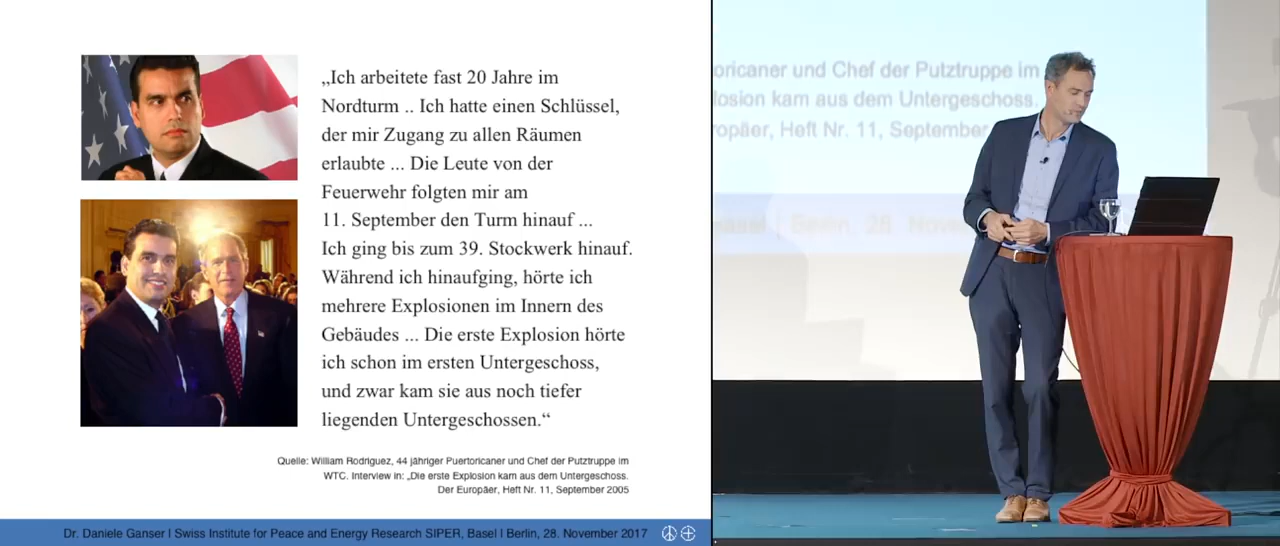 „Ich arbeitete fast 20 Jahre im
Nordturm .. Ich hatte einen Schlüssel,
der mir Zugang zu allen Räumen
erlaubte ... Die Leute von der
Feuerwehr folgten mir am
11. September den Turm hinauf ...
Ich ging bis zum 39. Stockwerk hinauf.
Während ich hinaufging, hörte ich
mehrere Explosionen im Innern des
Gebäudes ... Die erste Explosion hörte
ich schon im ersten Untergeschoss,
und zwar kam sie aus noch tiefer
liegenden Untergeschossen.“
Quelle: William Rodriguez, 44 jähriger Puertoricaner und Chef der Putztruppe im
WTC. Interview in: „Die erste Explosion kam aus dem Untergeschoss.
Der Europäer, Heft Nr. 11, September 2005
Dr. Daniele Ganser I Swiss Institute for Peace and Energy Research SIPER, Basel I Berlin, 28. November 2017
oricaner und Chef der Putztruppe im
losion kam aus dem Untergeschoss.
ropäer, Heft Nr. 11, September
Basel | Berlin, 28. Nove